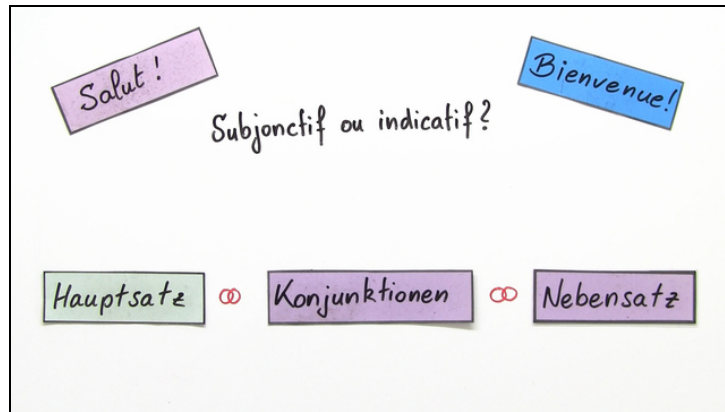 Salut!
Bienvenue!
Subjonctif ou indicatif?
Hauptsatz
Konjunktionen
Nebensatz